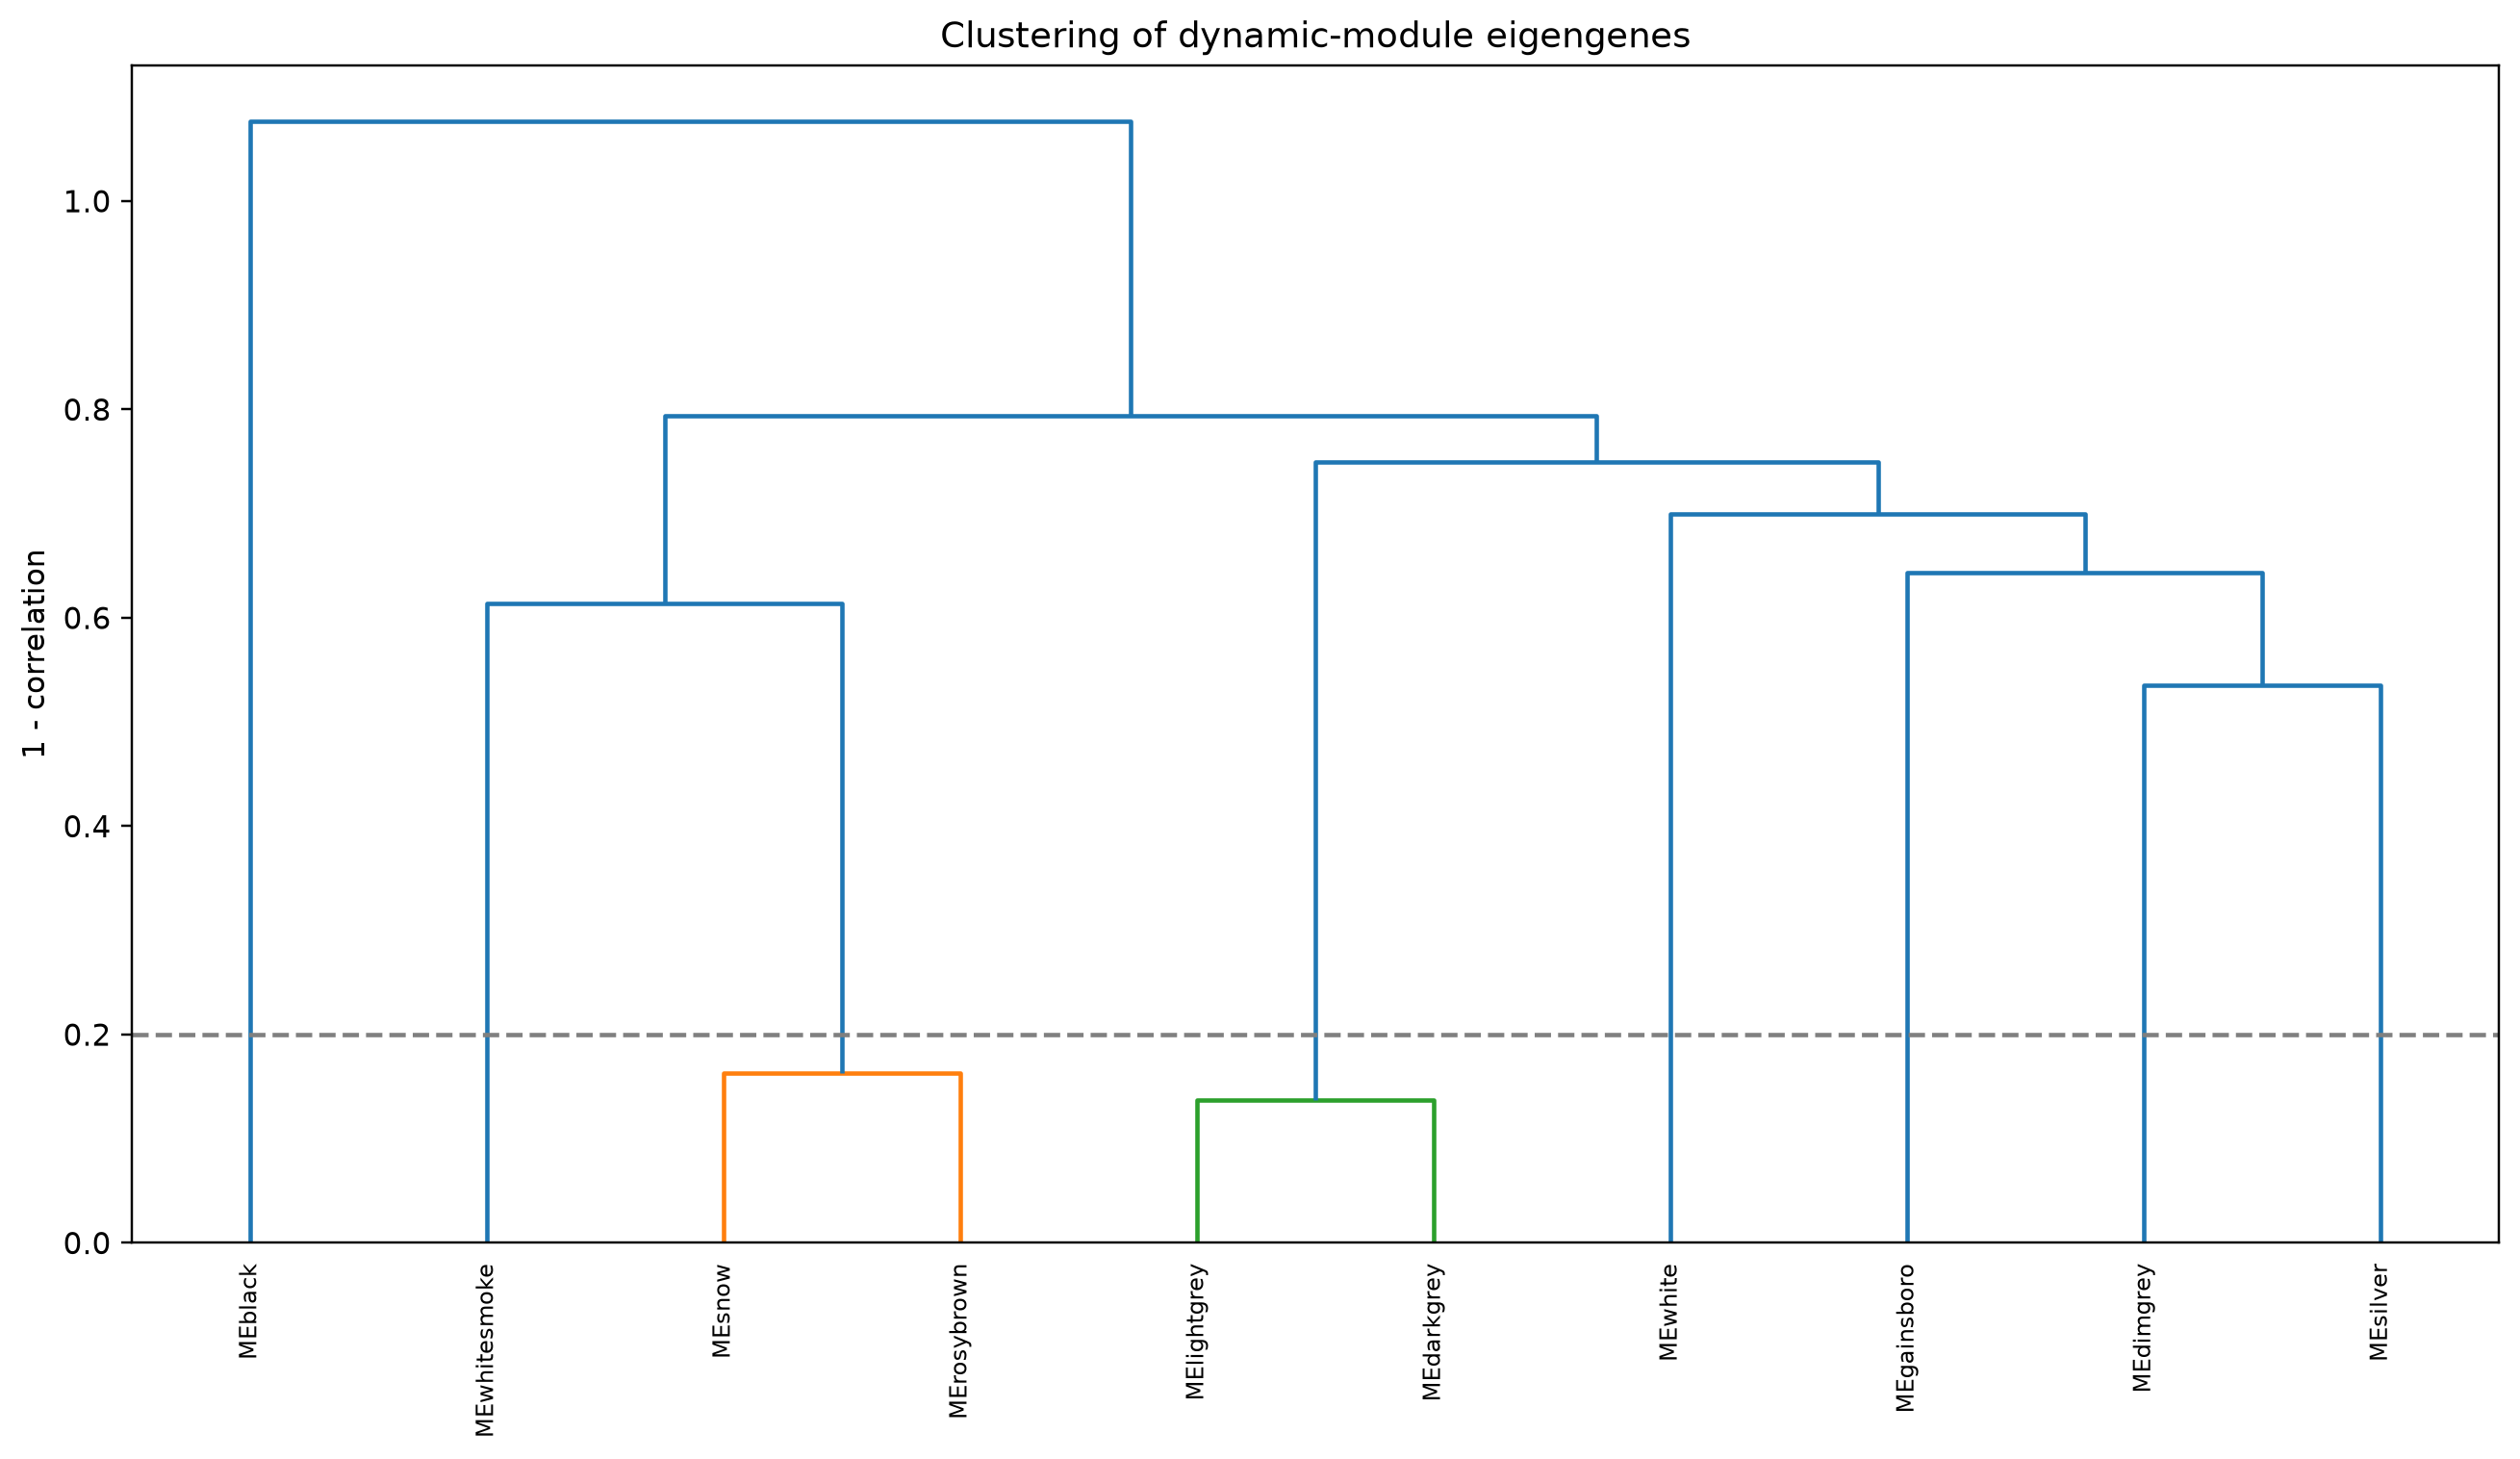 Clustering of dynamic-module eigengenes
1 - correlation
1.0
0.8
0.6
0.4
0.2
0.0
MEblack
MEwhitesmoke
MEsnow
MErosybrown
MElightgrey
MEdarkgrey
MEwhite
MEgainsboro
MEdimgrey
MEsilver